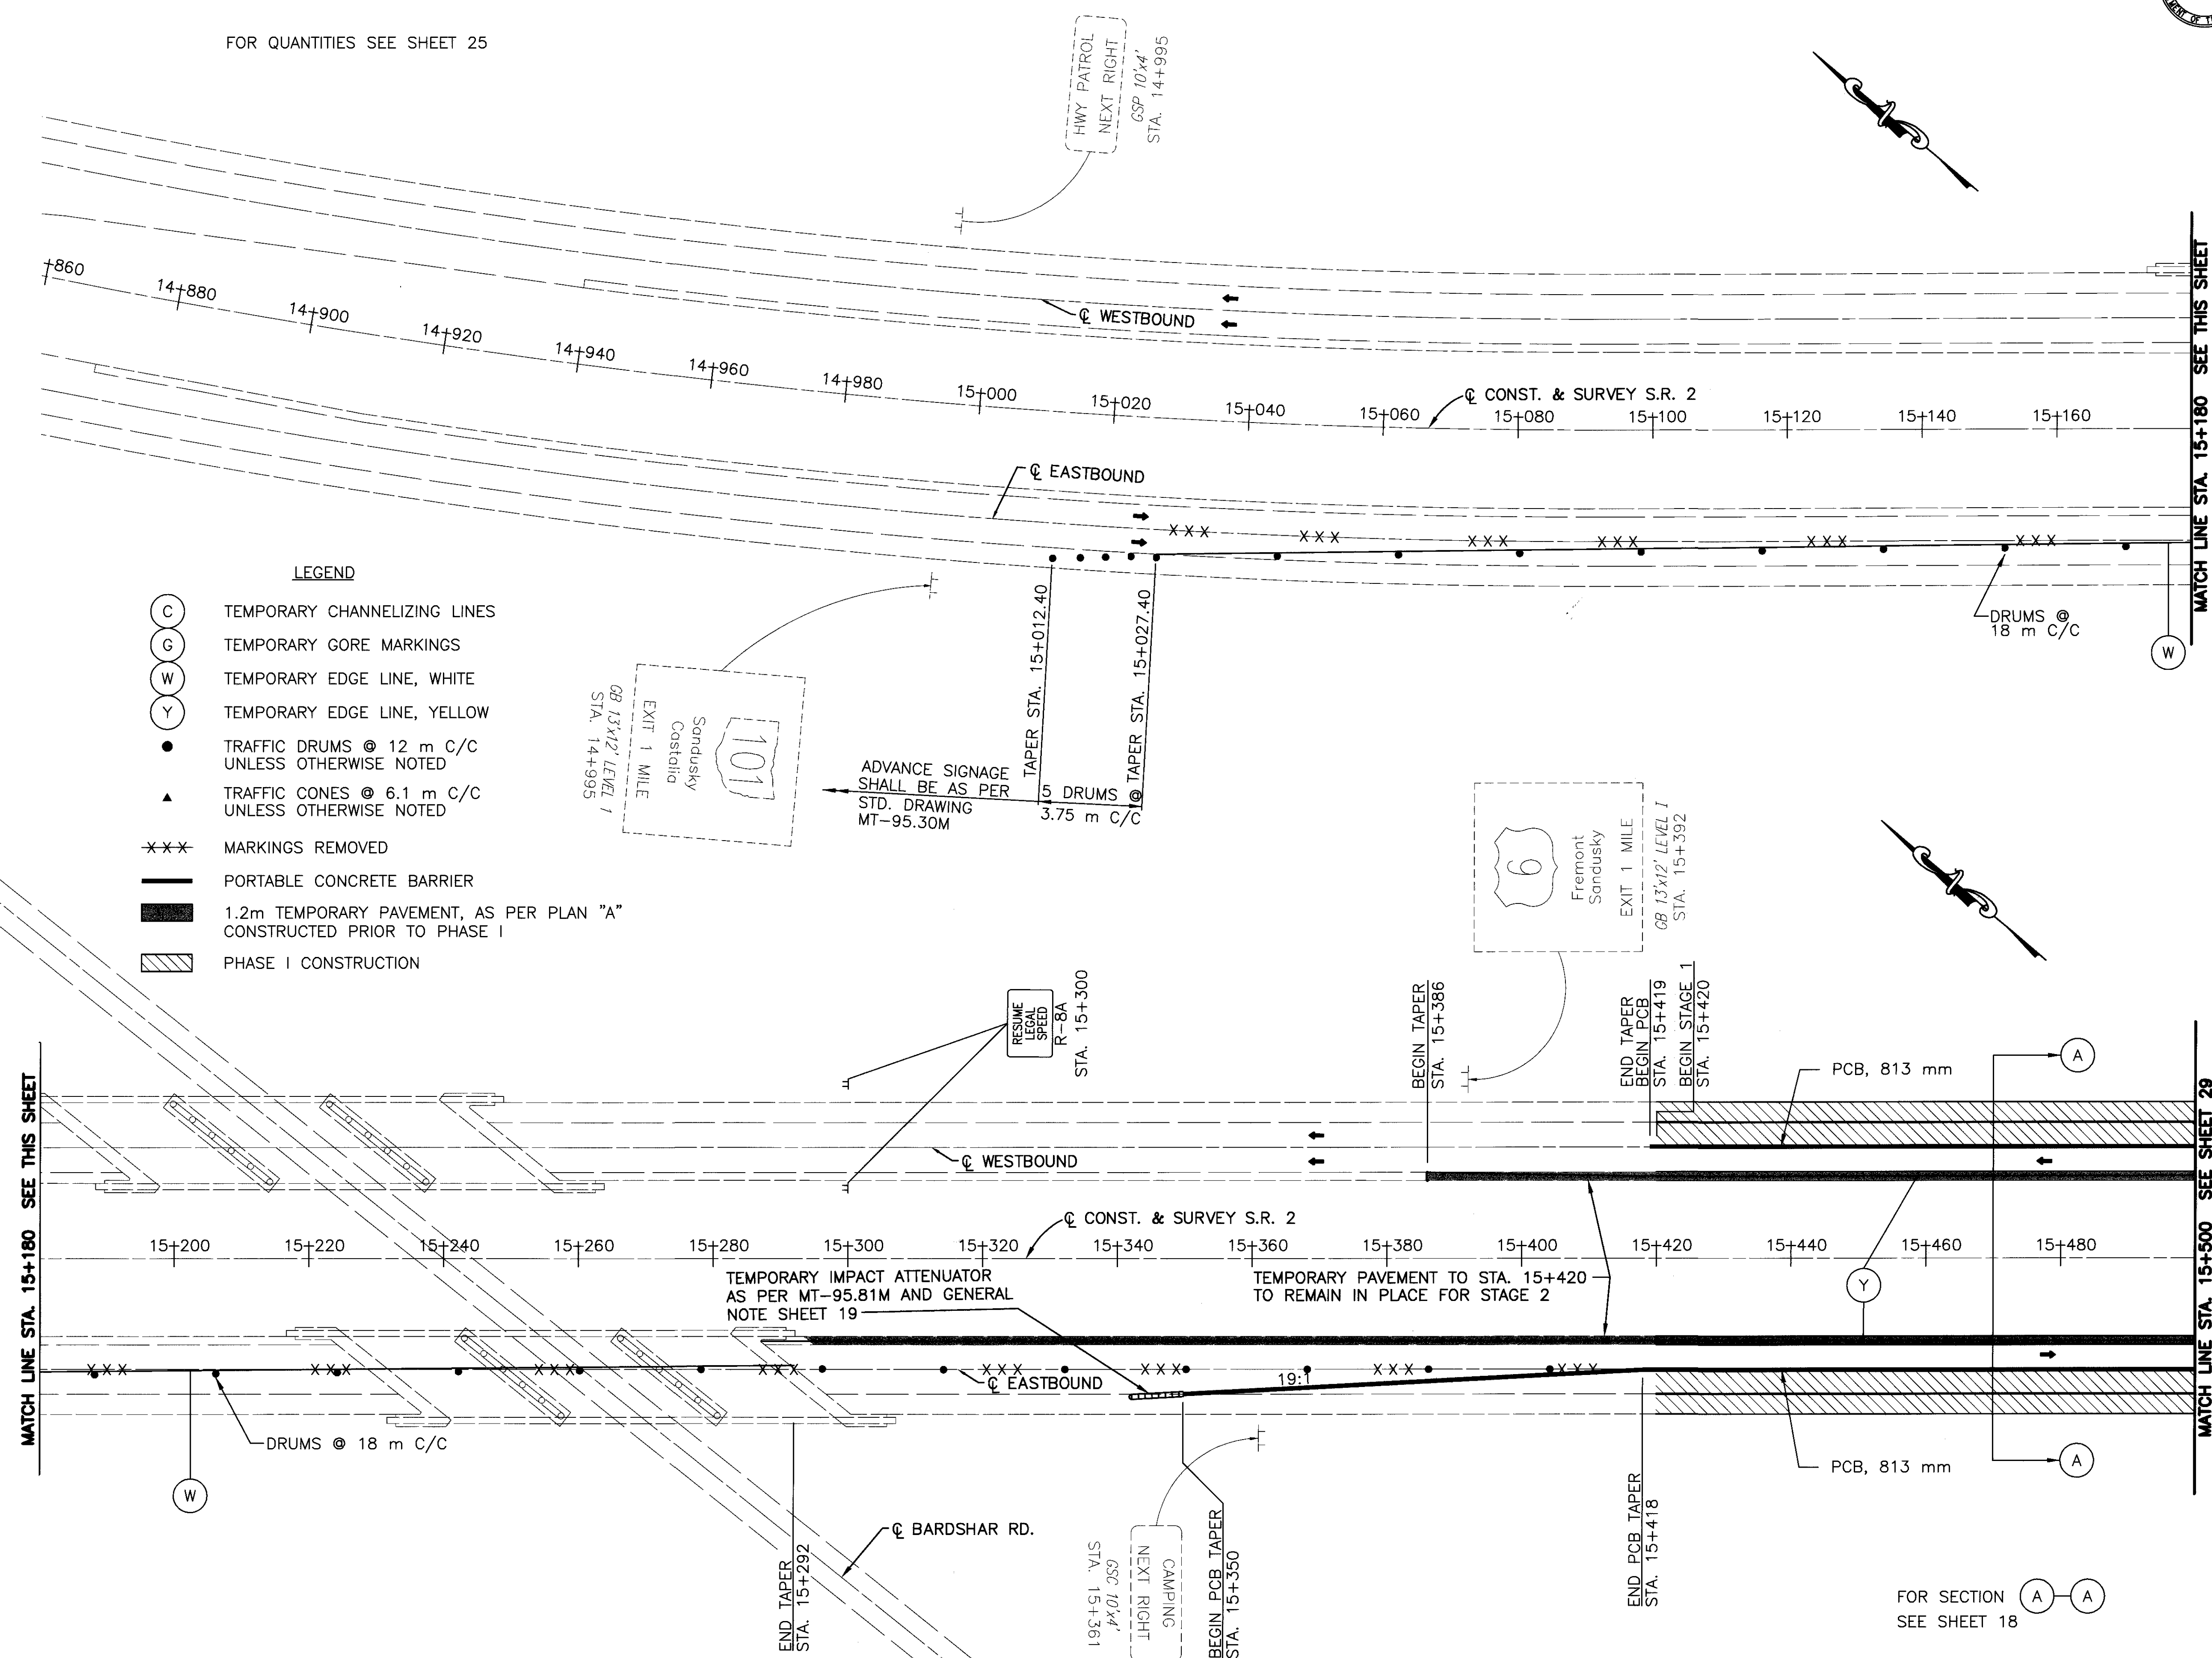 FOR QUANTITIES SEE SHEET 25
HWY PATROL
NEXT RIGHT
GSP 10'x4'
STA. 14+995
+860
14+880
14+900
14+920
14+940
14+960
14+980
15+000
15+020
15+040
15+060
15+080
15+100
15+120
15+140
15+160
℄ WESTBOUND
℄ CONST. & SURVEY S.R. 2
℄ EASTBOUND
X X X
X X X
X X X
X X X
X X X
X X X
MATCH LINE STA. 15+180 SEE THIS SHEET
DRUMS @
18 m C/C
W
TAPER STA. 15+012.40
TAPER STA. 15+027.40
5 DRUMS @
3.75 m C/C
ADVANCE SIGNAGE
SHALL BE AS PER
STD. DRAWING
MT-95.30M
101
Sandusky
Castalia
EXIT 1 MILE
GB 13'x12' LEVEL 1
STA. 14+995
LEGEND
C TEMPORARY CHANNELIZING LINES
G TEMPORARY GORE MARKINGS
W TEMPORARY EDGE LINE, WHITE
Y TEMPORARY EDGE LINE, YELLOW
TRAFFIC DRUMS @ 12 m C/C
UNLESS OTHERWISE NOTED
TRAFFIC CONES @ 6.1 m C/C
UNLESS OTHERWISE NOTED
X X X MARKINGS REMOVED
PORTABLE CONCRETE BARRIER
1.2m TEMPORARY PAVEMENT, AS PER PLAN "A"
CONSTRUCTED PRIOR TO PHASE I
PHASE I CONSTRUCTION
6
Fremont
Sandusky
EXIT 1 MILE
GB 13'x12' LEVEL I
STA. 15+392
RESUME
LEGAL
SPEED
R-8A
STA. 15+300
BEGIN TAPER
STA. 15+386
END TAPER
BEGIN PCB
STA. 15+419
BEGIN STAGE 1
STA. 15+420
PCB, 813 mm
A
MATCH LINE STA. 15+180 SEE THIS SHEET
MATCH LINE STA. 15+500 SEE SHEET 29
℄ WESTBOUND
℄ CONST. & SURVEY S.R. 2
15+200
15+220
15+240
15+260
15+280
15+300
15+320
15+340
15+360
15+380
15+400
15+420
15+440
15+460
15+480
TEMPORARY IMPACT ATTENUATOR
AS PER MT-95.81M AND GENERAL
NOTE SHEET 19
TEMPORARY PAVEMENT TO STA. 15+420
TO REMAIN IN PLACE FOR STAGE 2
Y
X X X
X X X
X X X
X X X
X X X
X X X
X X X
X X X
℄ EASTBOUND
19:1
DRUMS @ 18 m C/C
W
PCB, 813 mm
A
℄ BARDSHAR RD.
END TAPER
STA. 15+292
CAMPING
NEXT RIGHT
GSC 10'x4'
STA. 15+361
BEGIN PCB TAPER
STA. 15+350
END PCB TAPER
STA. 15+418
FOR SECTION A A
SEE SHEET 18